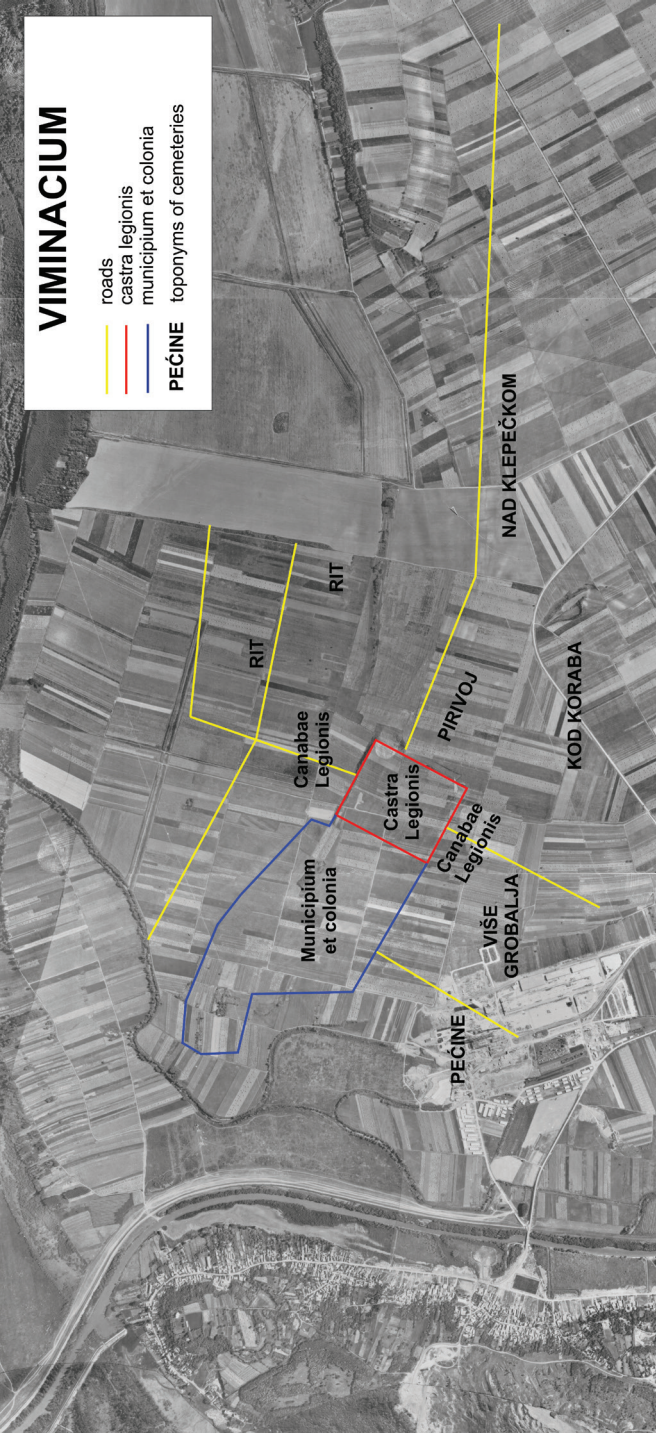 VIMINACIUM
roads
castra legionis
municipium et colonia
PEĆINE toponyms of cemeteries
RIT
RIT
NAD KLEPEČKOM
Canabae
Legionis
PIRIVOJ
KOD KORABA
Castra
Legionis
Municipium
et colonia
Canabae
Legionis
VIŠE
GROBALJA
PEĆINE